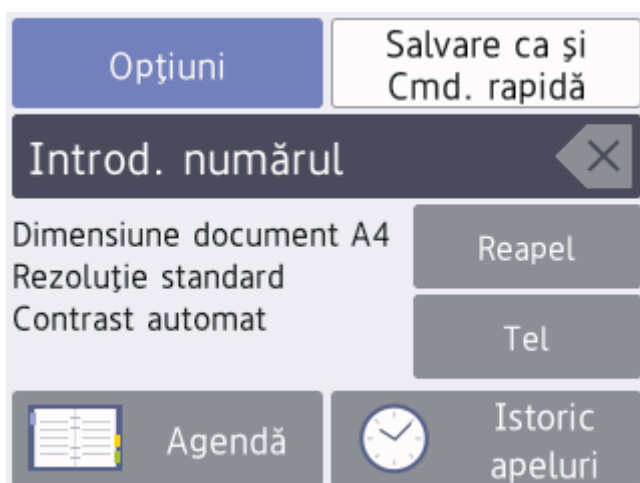 Opţiuni
Salvare ca şi
Cmd. rapidă
Introd. numărul
Dimensiune document A4
Rezoluţie standard
Contrast automat
Reapel
Tel
Agendă
Istoric
apeluri